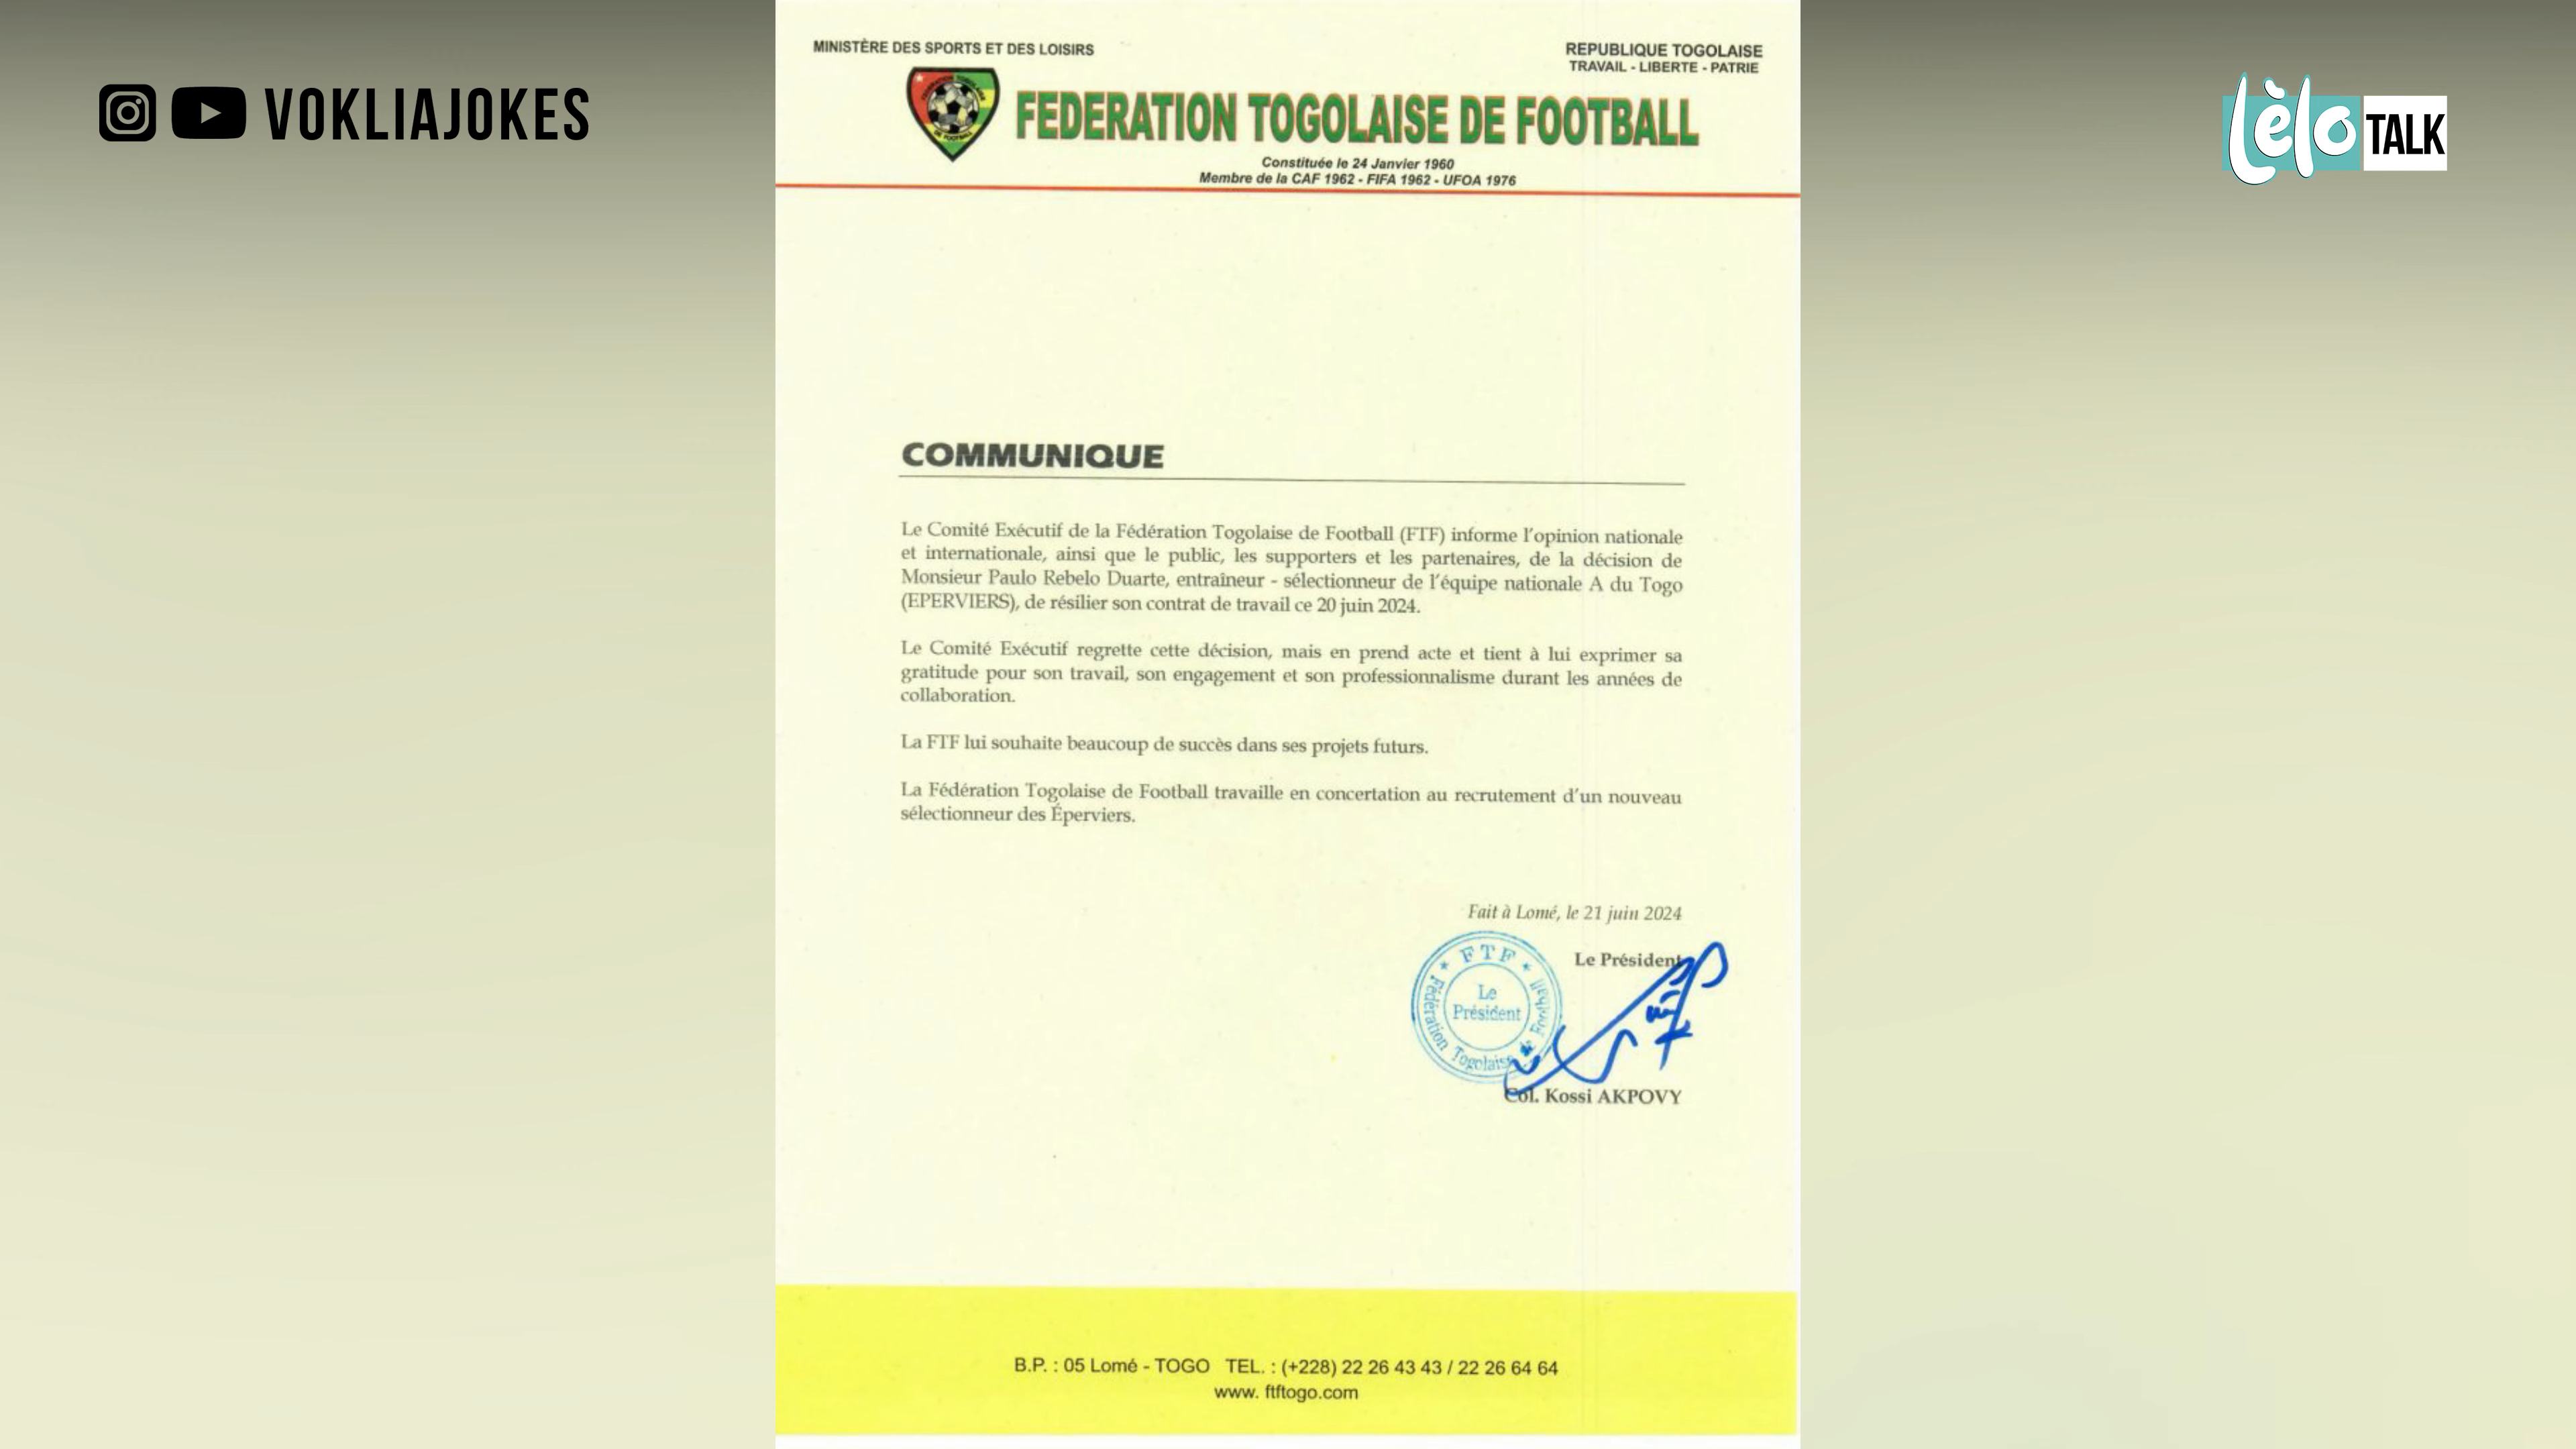 VOKLIAJOKES
Lèlo TALK
MINISTÈRE DES SPORTS ET DES LOISIRS
REPUBLIQUE TOGOLAISE
TRAVAIL - LIBERTE - PATRIE
FEDERATION TOGOLAISE DE FOOTBALL
Constituée le 24 Janvier 1960
Membre de la CAF 1962 - FIFA 1962 - UFOA 1976
COMMUNIQUE
Le Comité Exécutif de la Fédération Togolaise de Football (FTF) informe l'opinion nationale
et internationale, ainsi que le public, les supporters et les partenaires, de la décision de
Monsieur Paulo Rebelo Duarte, entraîneur - sélectionneur de l'équipe nationale A du Togo
(EPERVIERS), de résilier son contrat de travail ce 20 juin 2024.
Le Comité Exécutif regrette cette décision, mais en prend acte et tient à lui exprimer sa
gratitude pour son travail, son engagement et son professionnalisme durant les années de
collaboration.
La FTF lui souhaite beaucoup de succès dans ses projets futurs.
La Fédération Togolaise de Football travaille en concertation au recrutement d'un nouveau
sélectionneur des Éperviers.
Fait à Lomé, le 21 juin 2024
Le Président
FTF
Fédération Togolaise de Football
Le
Président
Col. Kossi AKPOVY
B.P. : 05 Lomé - TOGO TEL. : (+228) 22 26 43 43 / 22 26 64 64
www. ftftogo.com